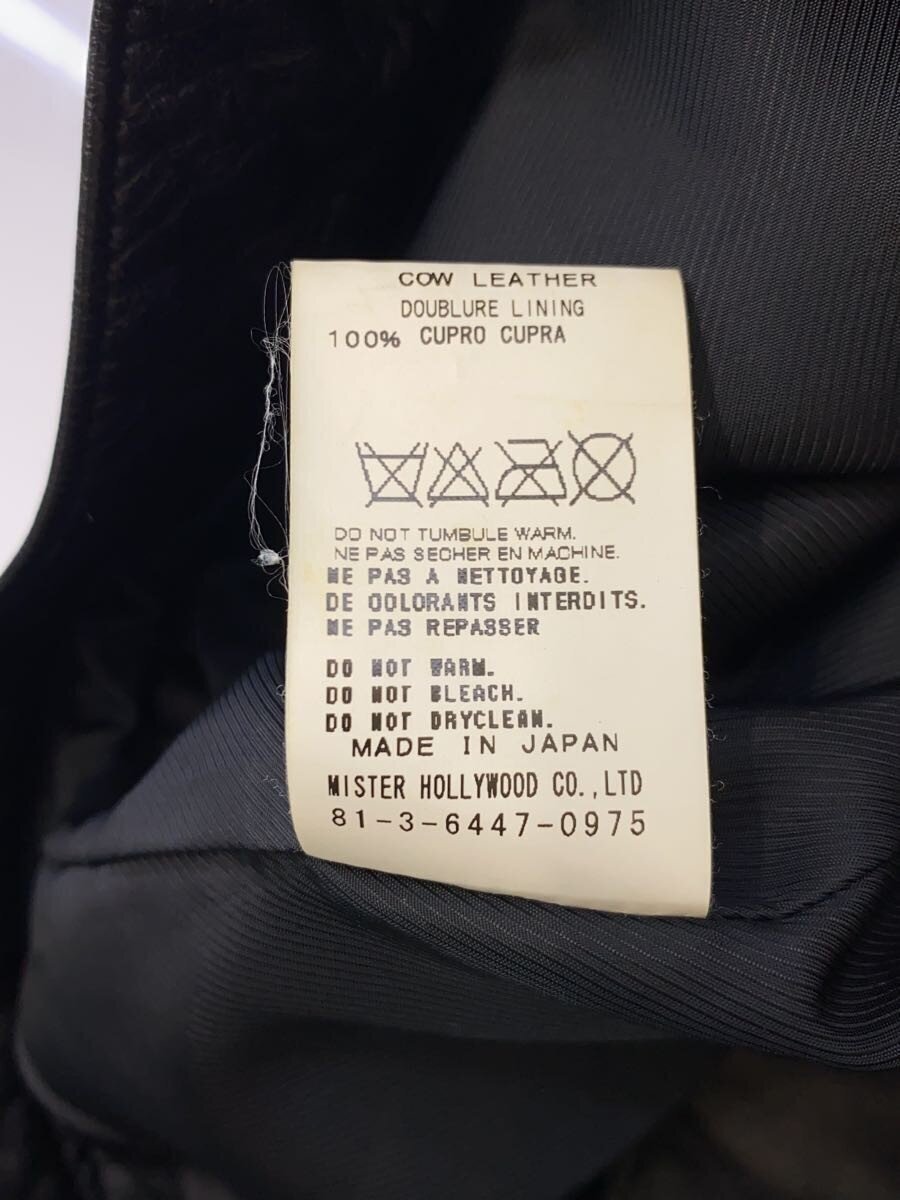 COW LEATHER
DOUBLURE LINING
100% CUPRO CUPRA
DO NOT TUMBULE WARM.
NE PAS SECHER EN MACHINE.
NE PAS A NETTOYAGE.
DE OOLORANTS INTERDITS.
NE PAS REPASSER
DO NOT WARM.
DO NOT BLEACH.
DO NOT DRYCLEAN.
MADE IN JAPAN
MISTER HOLLYWOOD CO.,LTD
81-3-6447-0975